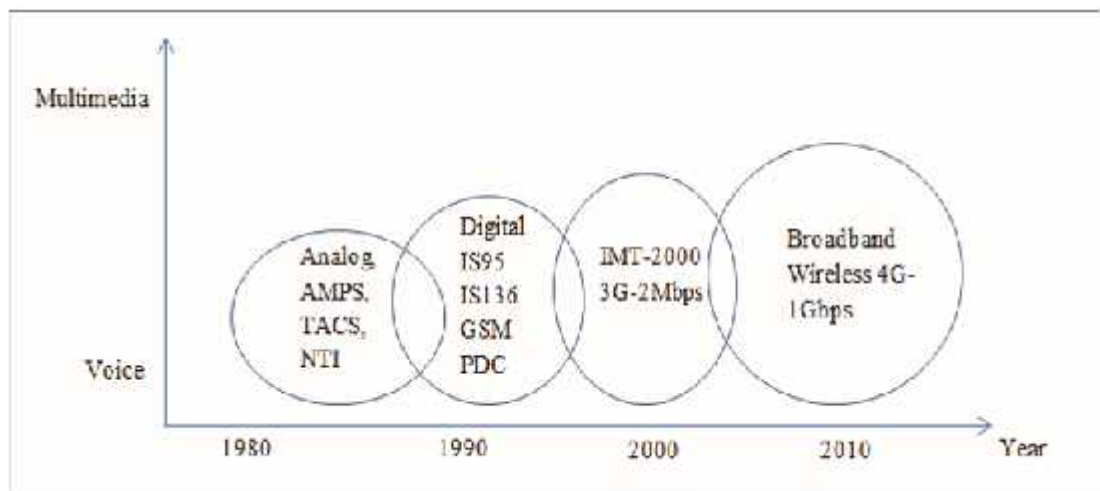 Multimedia
Voice
Analog,
AMPS,
TACS,
NTI
Digital
IS95
IS136
GSM
PDC
IMT-2000
3G-2Mbps
Broadband
Wireless 4G-
1Gbps
1980
1990
2000
2010
Year